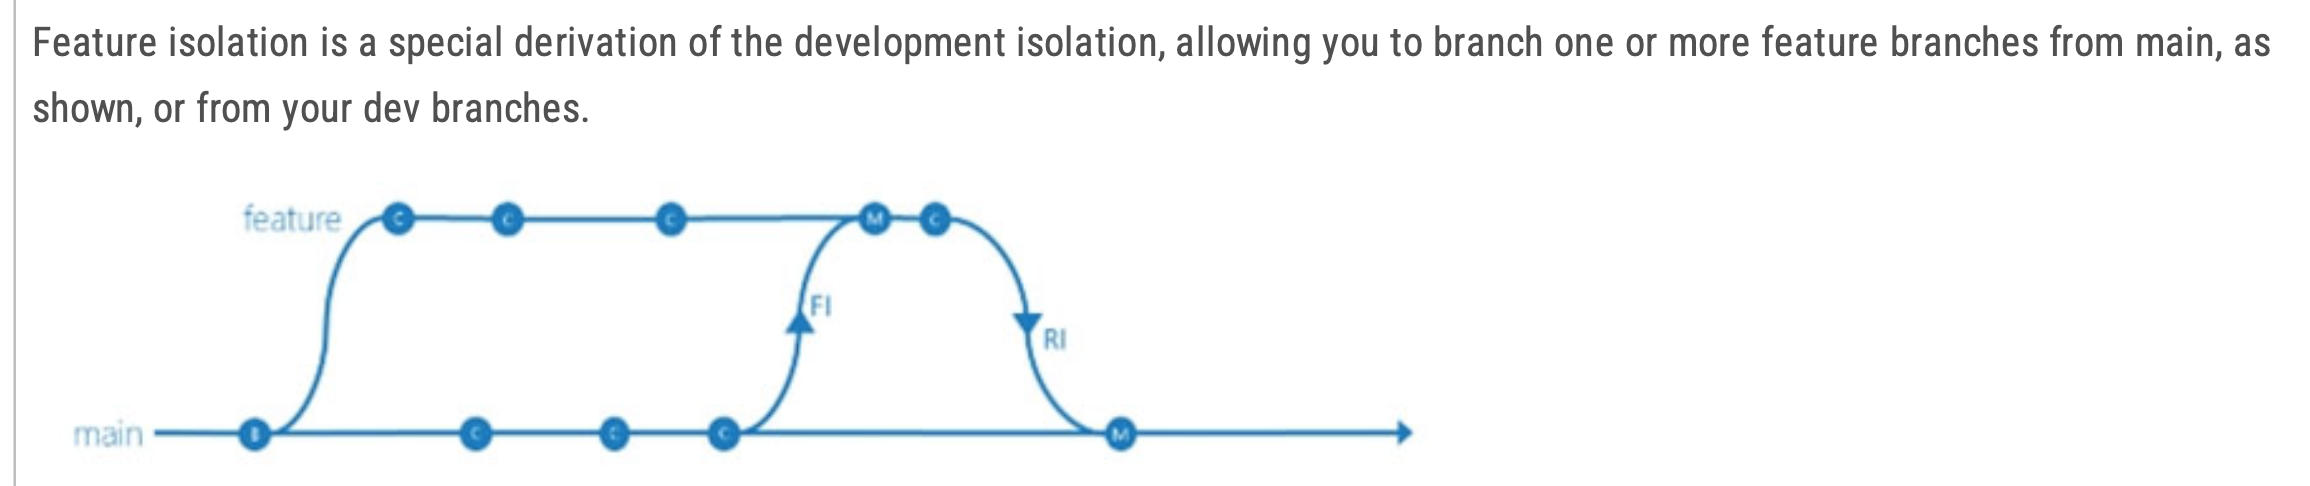 Feature isolation is a special derivation of the development isolation, allowing you to branch one or more feature branches from main, as
shown, or from your dev branches.
feature C C C M C
FI
RI
main B C C C M